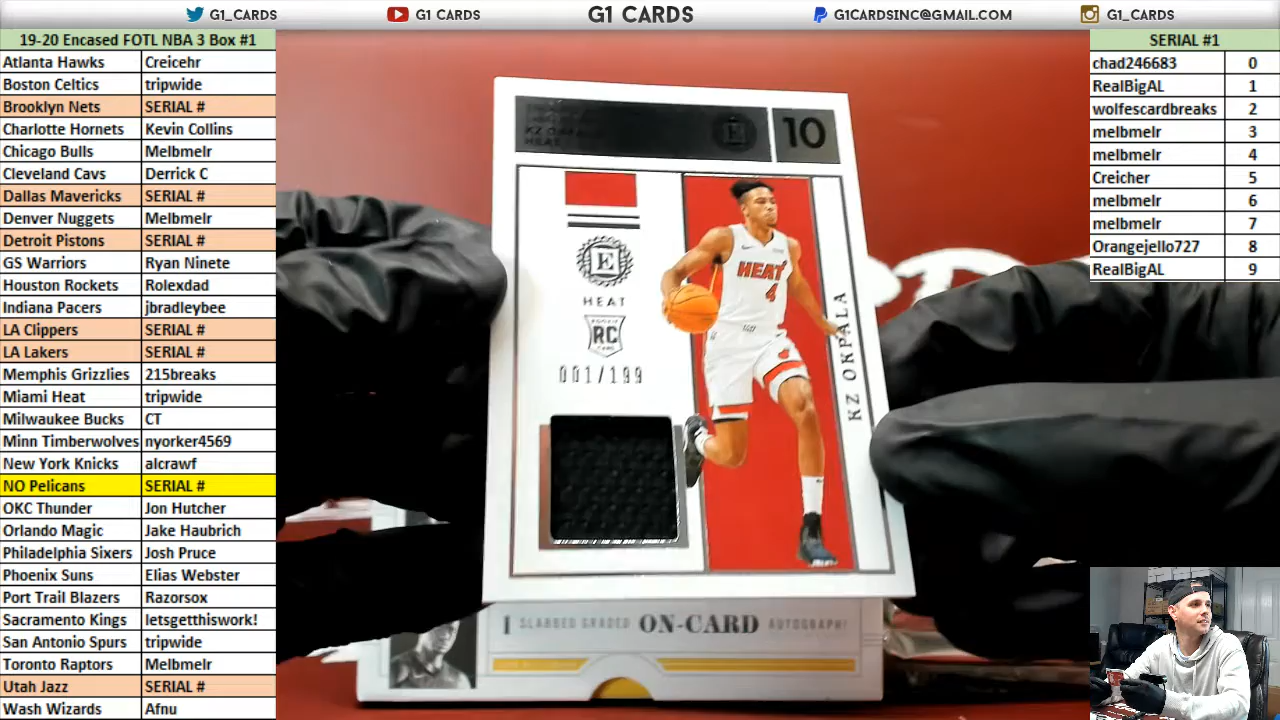 G1_CARDS
G1 CARDS
G1 CARDS
G1CARDSINC@GMAIL.COM
G1_CARDS
19-20 Encased FOTL NBA 3 Box #1
Atlanta Hawks Creicehr
Boston Celtics tripwide
Brooklyn Nets SERIAL #
Charlotte Hornets Kevin Collins
Chicago Bulls Melbmelr
Cleveland Cavs Derrick C
Dallas Mavericks SERIAL #
Denver Nuggets Melbmelr
Detroit Pistons SERIAL #
GS Warriors Ryan Ninete
Houston Rockets Rolexdad
Indiana Pacers jbradleybee
LA Clippers SERIAL #
LA Lakers SERIAL #
Memphis Grizzlies 215breaks
Miami Heat tripwide
Milwaukee Bucks CT
Minn Timberwolves nyorker4569
New York Knicks alcrawf
NO Pelicans SERIAL #
OKC Thunder Jon Hutcher
Orlando Magic Jake Haubrich
Philadelphia Sixers Josh Pruce
Phoenix Suns Elias Webster
Port Trail Blazers Razorsox
Sacramento Kings letsgetthiswork!
San Antonio Spurs tripwide
Toronto Raptors Melbmelr
Utah Jazz SERIAL #
Wash Wizards Afnu
KZ OKPALA
HEAT
E
10
E
HEAT
ROOKIE
RC
CARD
001/199
HEAT
4
KZ OKPALA
1 SLABBED GRADED ON-CARD AUTOGRAPH!
SERIAL #1
chad246683 0
RealBigAL 1
wolfescardbreaks 2
melbmelr 3
melbmelr 4
Creicher 5
melbmelr 6
melbmelr 7
Orangejello727 8
RealBigAL 9